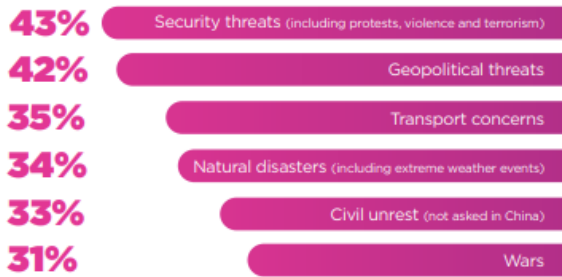 43% Security threats (including protests, violence and terrorism)
42% Geopolitical threats
35% Transport concerns
34% Natural disasters (including extreme weather events)
33% Civil unrest (not asked in China)
31% Wars